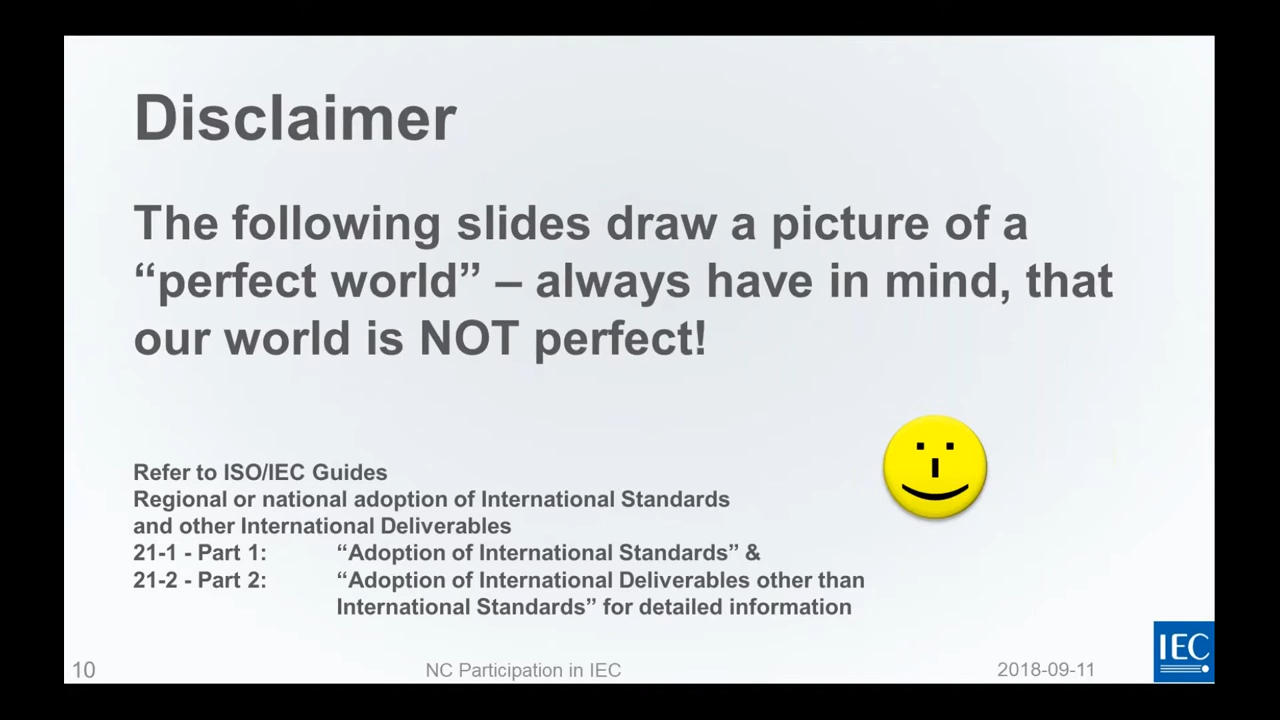 Disclaimer
The following slides draw a picture of a
“perfect world” – always have in mind, that
our world is NOT perfect!
Refer to ISO/IEC Guides
Regional or national adoption of International Standards
and other International Deliverables
21-1 - Part 1: “Adoption of International Standards” &
21-2 - Part 2: “Adoption of International Deliverables other than
International Standards” for detailed information
10 NC Participation in IEC 2018-09-11
IEC